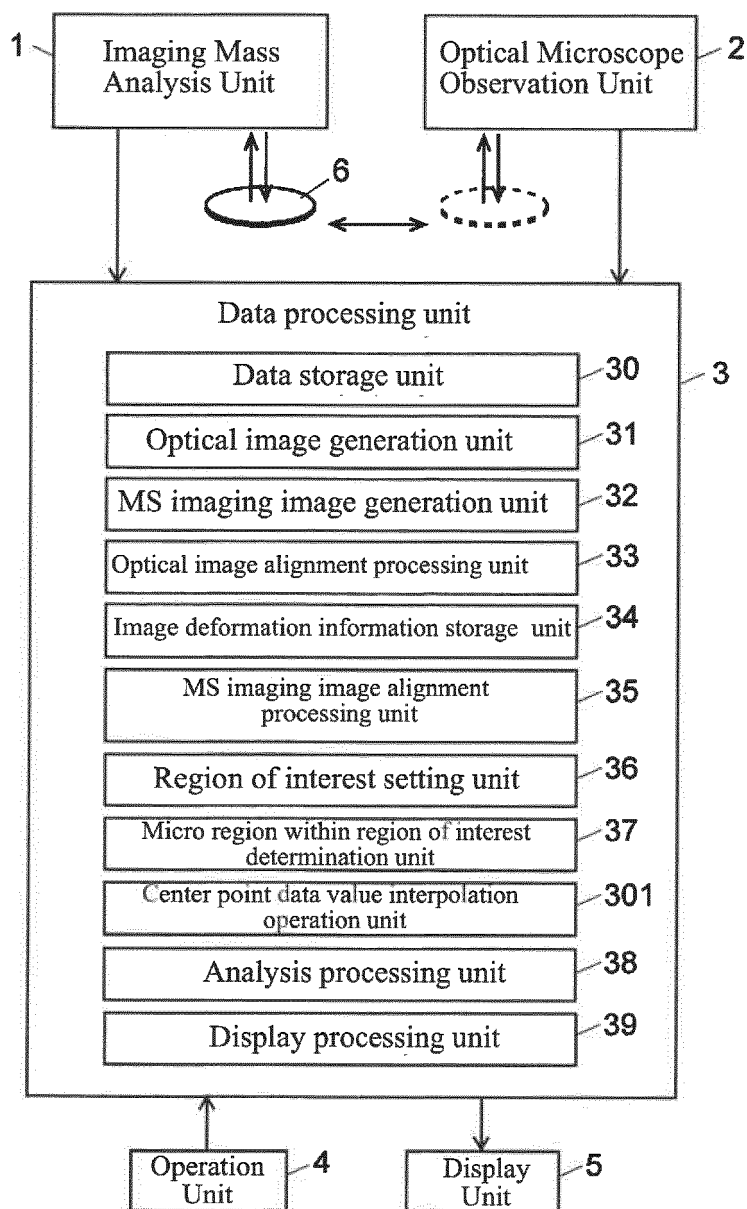 1
Imaging Mass
Analysis Unit
Optical Microscope
Observation Unit
2
6
Data processing unit
3
Data storage unit
30
Optical image generation unit
31
MS imaging image generation unit
32
Optical image alignment processing unit
33
Image deformation information storage unit
34
MS imaging image alignment
processing unit
35
Region of interest setting unit
36
Micro region within region of interest
determination unit
37
Center point data value interpolation
operation unit
301
Analysis processing unit
38
Display processing unit
39
Operation
Unit
4
Display
Unit
5